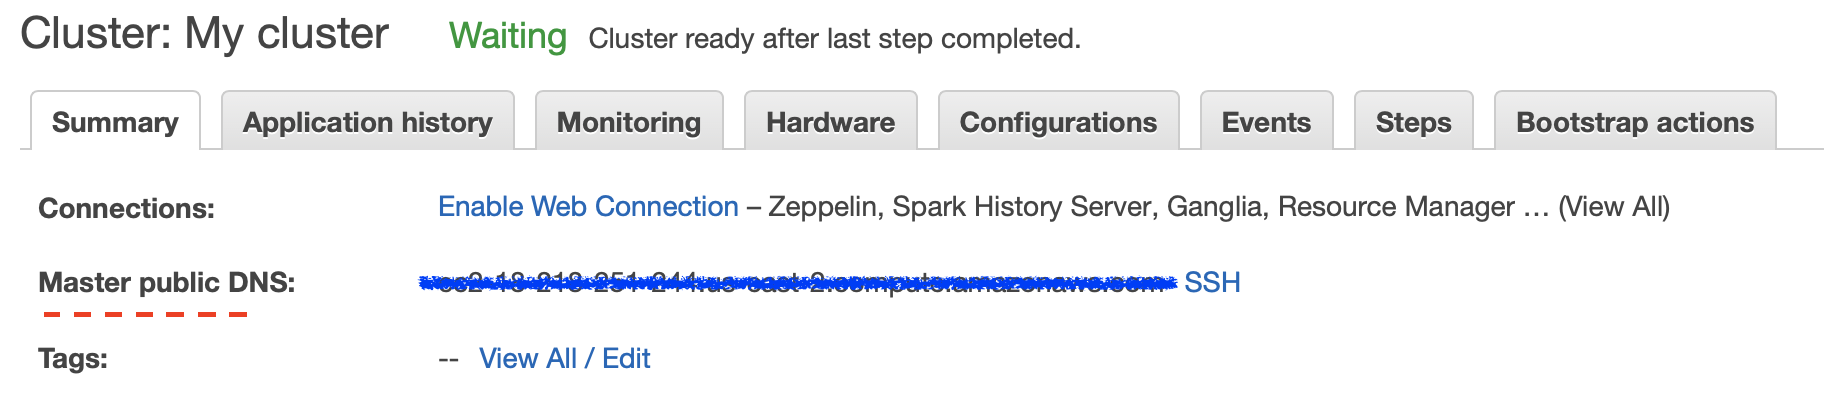 Cluster: My cluster Waiting Cluster ready after last step completed.
Summary Application history Monitoring Hardware Configurations Events Steps Bootstrap actions
Connections: Enable Web Connection – Zeppelin, Spark History Server, Ganglia, Resource Manager … (View All)
Master public DNS: SSH
Tags: -- View All / Edit